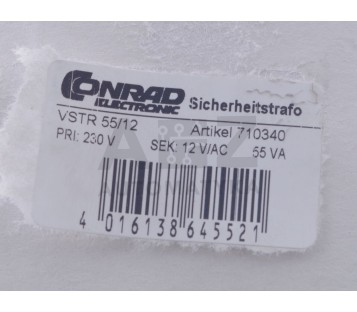 CONRAD
ELECTRONIC
Sicherheitstrafo
VSTR 55/12
Artikel 710340
PRI: 230 V
SEK: 12 V/AC
55 VA
4 016138 645521